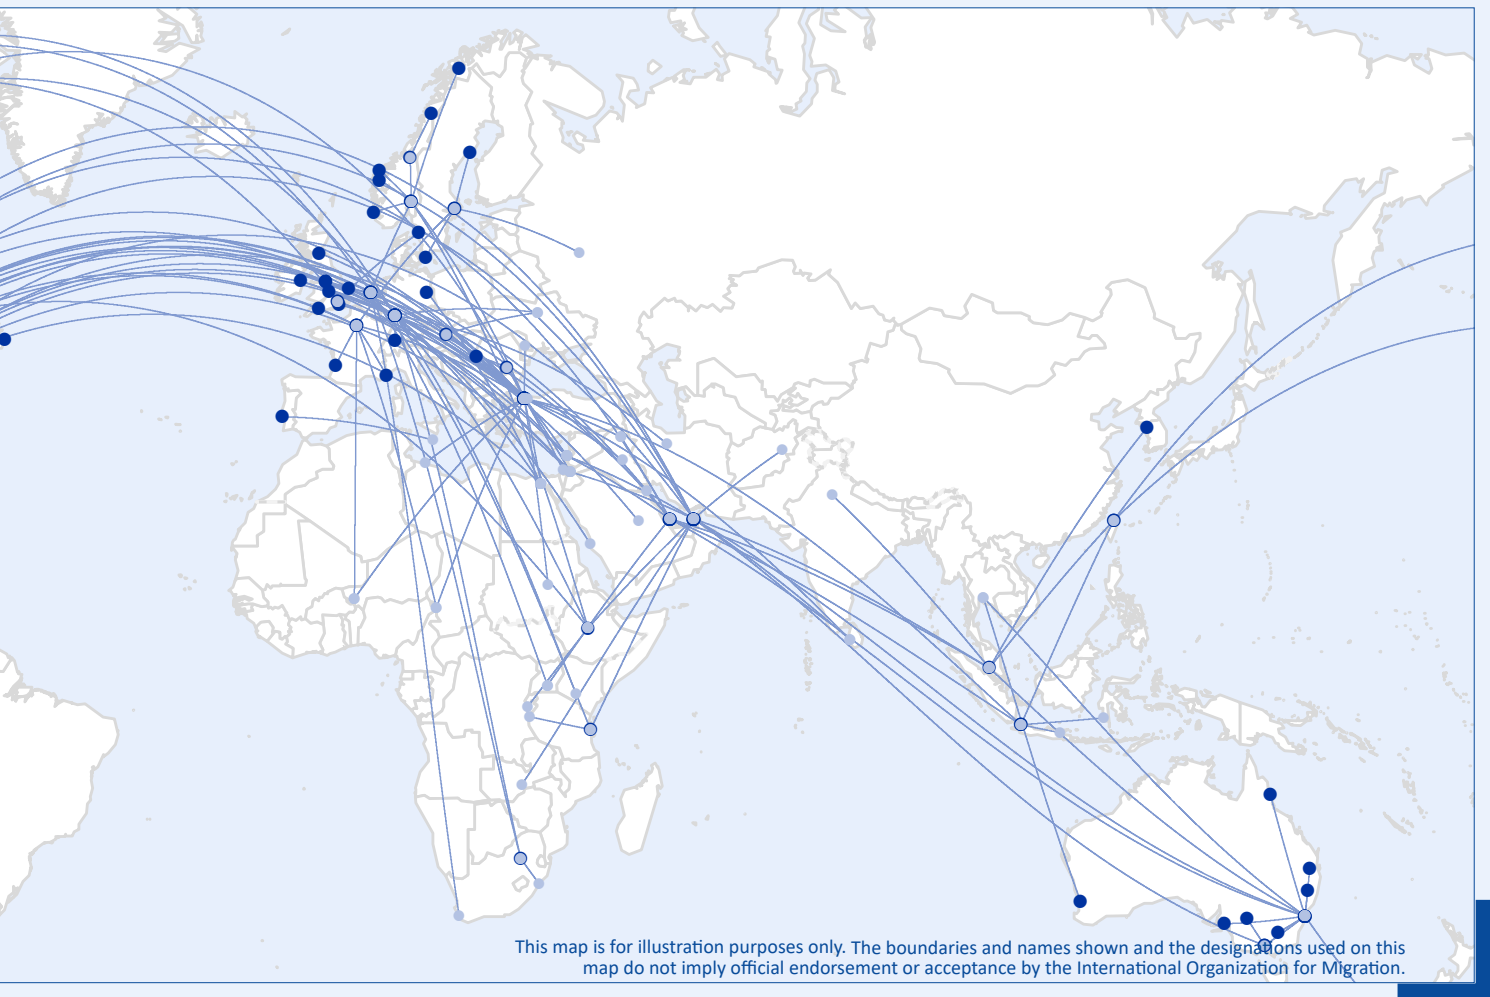 This map is for illustration purposes only. The boundaries and names shown and the designations used on this
map do not imply official endorsement or acceptance by the International Organization for Migration.